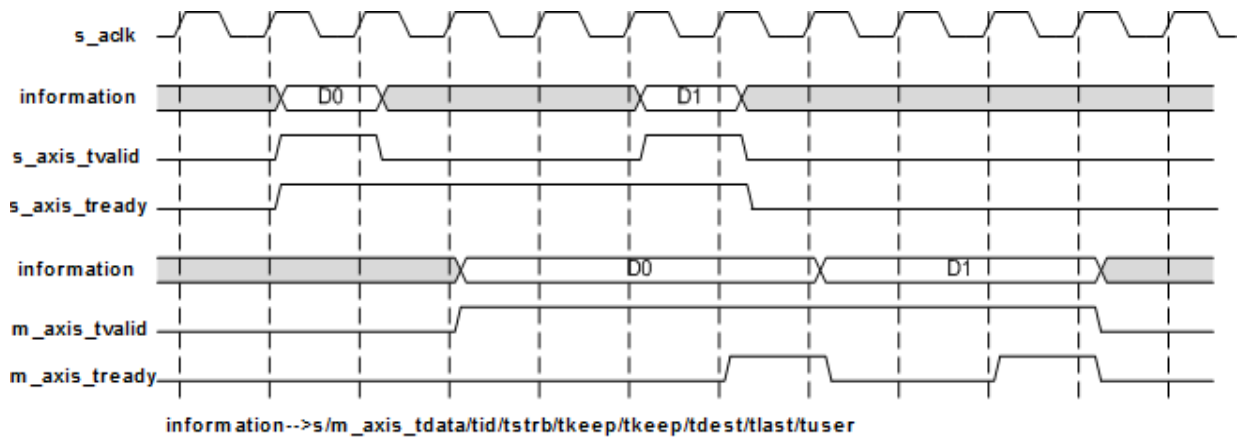 s_aclk
information D0 D1
s_axis_tvalid
s_axis_tready
information D0 D1
m_axis_tvalid
m_axis_tready
information-->s/m_axis_tdata/tid/tstrb/tkeep/tkeep/tdest/tlast/tuser